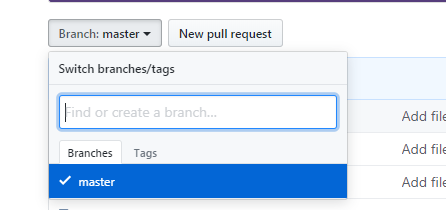 Branch: master
New pull request
Switch branches/tags
Find or create a branch...
Branches
Tags
master
Add file
Add file
Add file